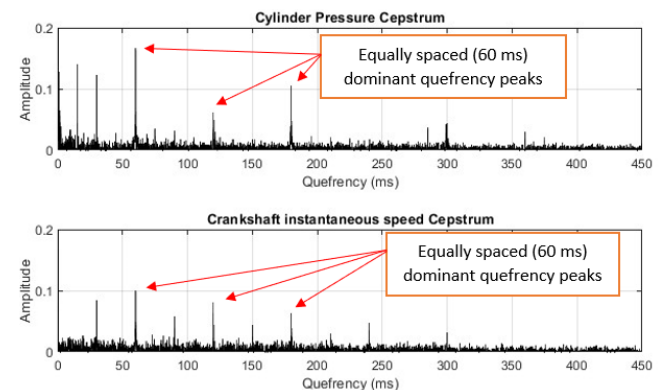 Cylinder Pressure Cepstrum
0.2
0.1
0
Amplitude
Equally spaced (60 ms)
dominant quefrency peaks
0 50 100 150 200 250 300 350 400 450
Quefrency (ms)
Crankshaft instantaneous speed Cepstrum
0.2
0.1
0
Amplitude
Equally spaced (60 ms)
dominant quefrency peaks
0 50 100 150 200 250 300 350 400 450
Quefrency (ms)